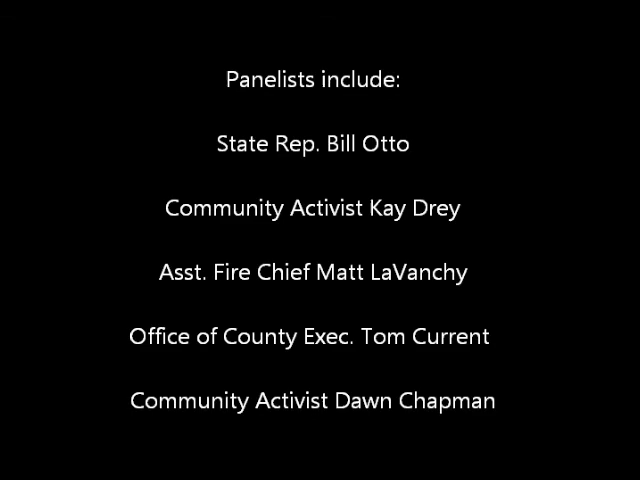 Panelists include:
State Rep. Bill Otto
Community Activist Kay Drey
Asst. Fire Chief Matt LaVanchy
Office of County Exec. Tom Current
Community Activist Dawn Chapman